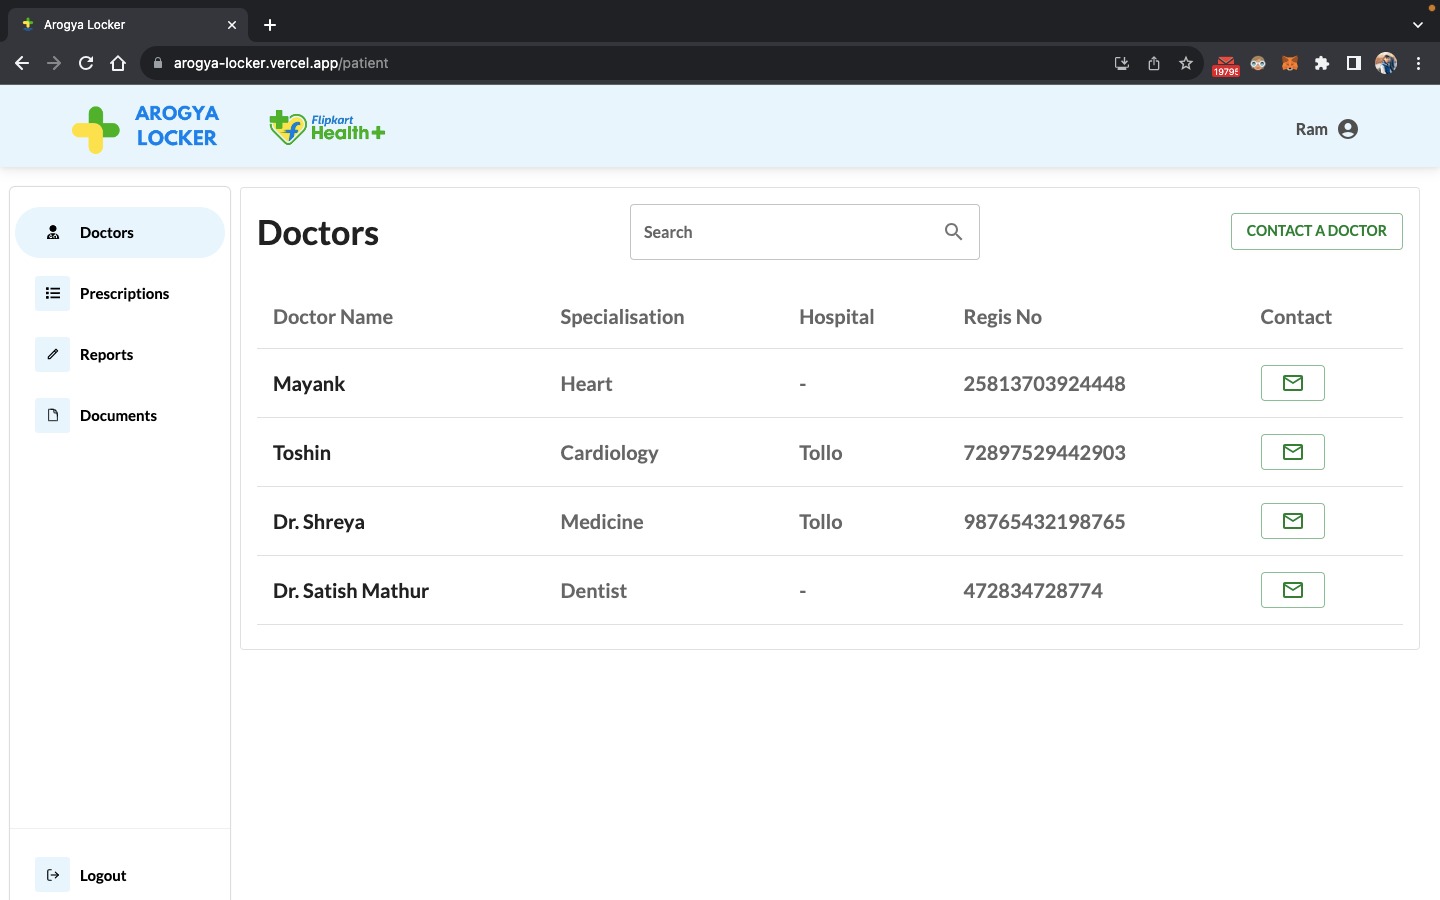 Arogya Locker
arogya-locker.vercel.app/patient
19795
AROGYA
LOCKER
Flipkart
Health+
Ram
Doctors
Prescriptions
Reports
Documents
Logout
Doctors
Search
CONTACT A DOCTOR
Doctor Name Specialisation Hospital Regis No Contact
Mayank Heart - 25813703924448
Toshin Cardiology Tollo 72897529442903
Dr. Shreya Medicine Tollo 98765432198765
Dr. Satish Mathur Dentist - 472834728774